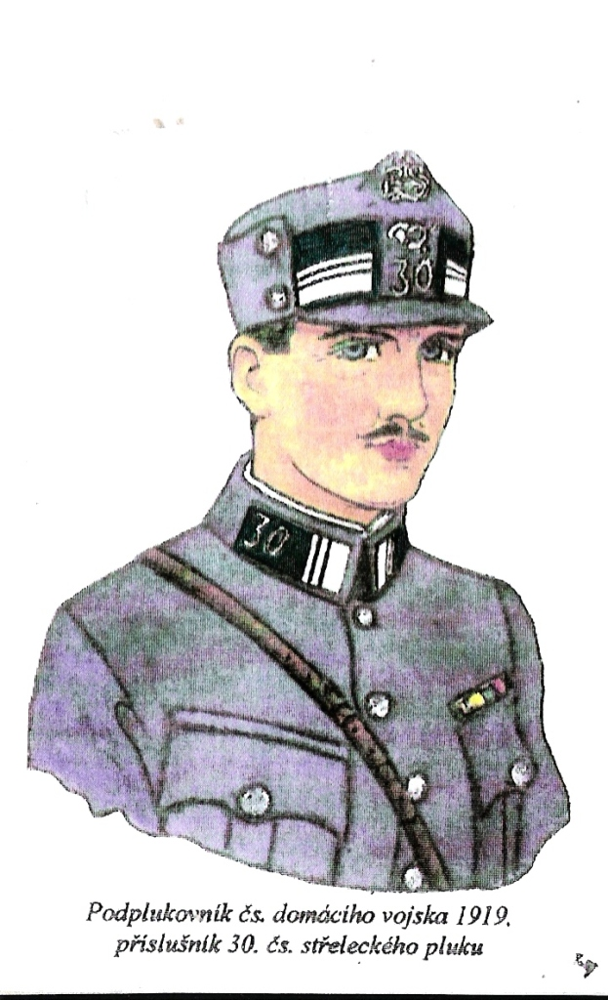 30
30
Podplukovník čs. domácího vojska 1919,
příslušník 30. čs. střeleckého pluku